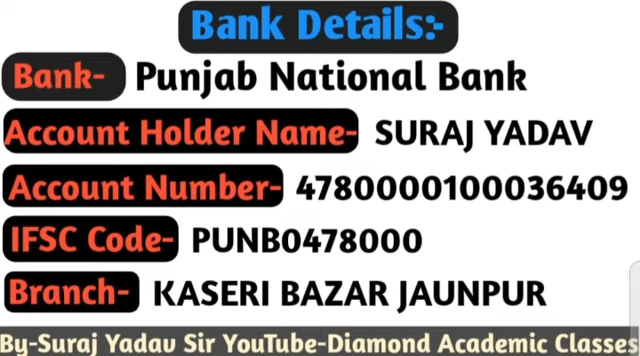 Bank Details:-
Bank- Punjab National Bank
Account Holder Name- SURAJ YADAV
Account Number- 4780000100036409
IFSC Code- PUNB0478000
Branch- KASERI BAZAR JAUNPUR
By-Suraj Yadav Sir YouTube-Diamond Academic Classes